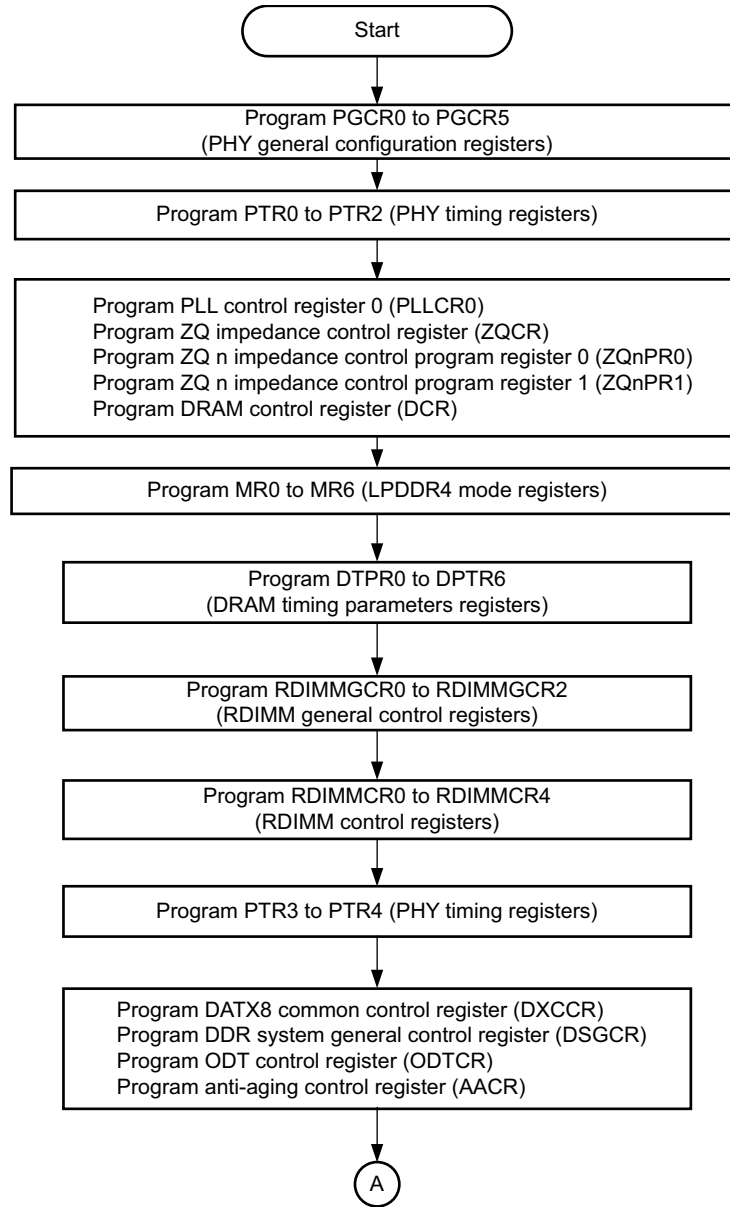 Start
Program PGCR0 to PGCR5
(PHY general configuration registers)
Program PTR0 to PTR2 (PHY timing registers)
Program PLL control register 0 (PLLCR0)
Program ZQ impedance control register (ZQCR)
Program ZQ n impedance control program register 0 (ZQnPR0)
Program ZQ n impedance control program register 1 (ZQnPR1)
Program DRAM control register (DCR)
Program MR0 to MR6 (LPDDR4 mode registers)
Program DTPR0 to DPTR6
(DRAM timing parameters registers)
Program RDIMMGCR0 to RDIMMGCR2
(RDIMM general control registers)
Program RDIMMCR0 to RDIMMCR4
(RDIMM control registers)
Program PTR3 to PTR4 (PHY timing registers)
Program DATX8 common control register (DXCCR)
Program DDR system general control register (DSGCR)
Program ODT control register (ODTCR)
Program anti-aging control register (AACR)
A